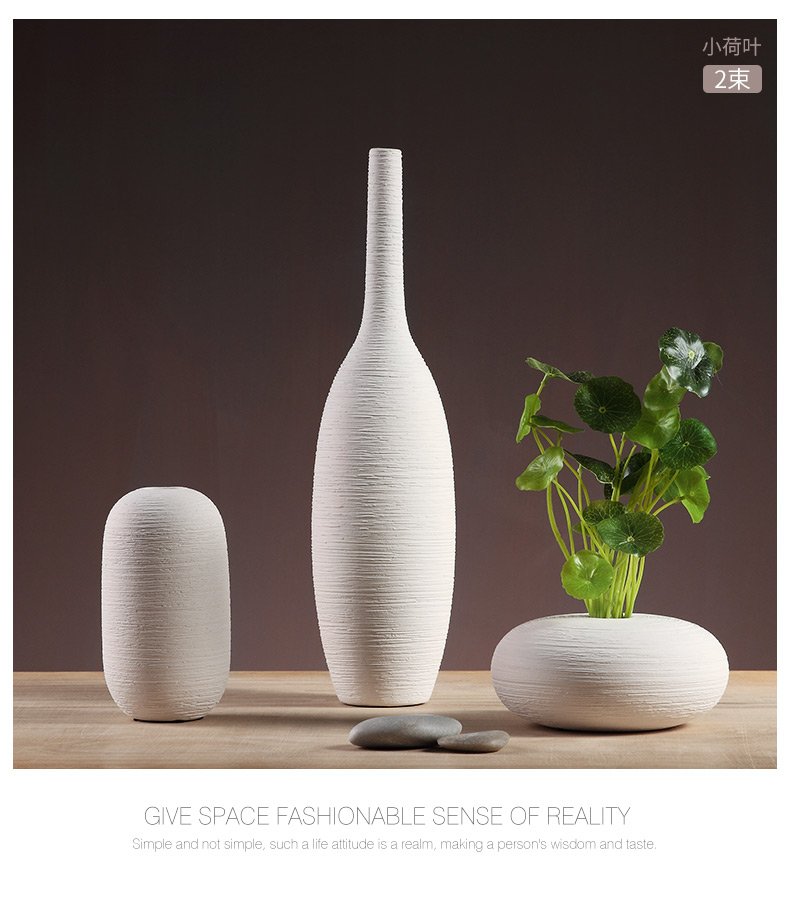 小荷叶
2束
GIVE SPACE FASHIONABLE SENSE OF REALITY
Simple and not simple, such a life attitude is a realm, making a person's wisdom and taste.